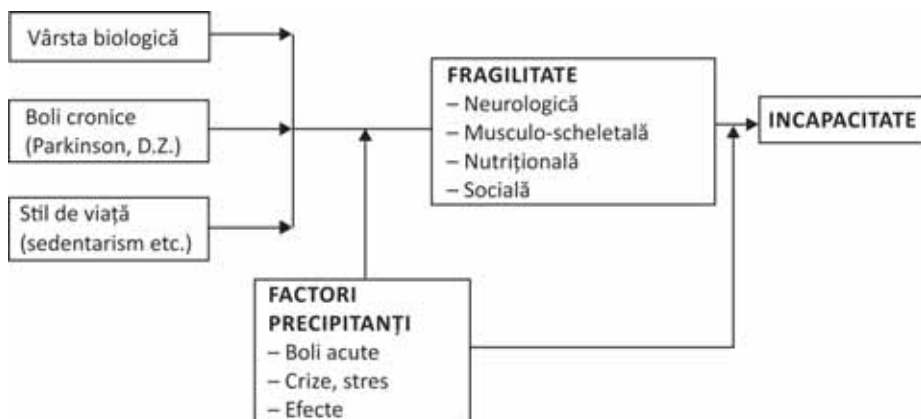 Vârsta biologică
Boli cronice
(Parkinson, D.Z.)
Stil de viață
(sedentarism etc.)
FRAGILITATE
– Neurologică
– Musculo-scheletală
– Nutrițională
– Socială
INCAPACITATE
FACTORI
PRECIPITANȚI
– Boli acute
– Crize, stres
– Efecte